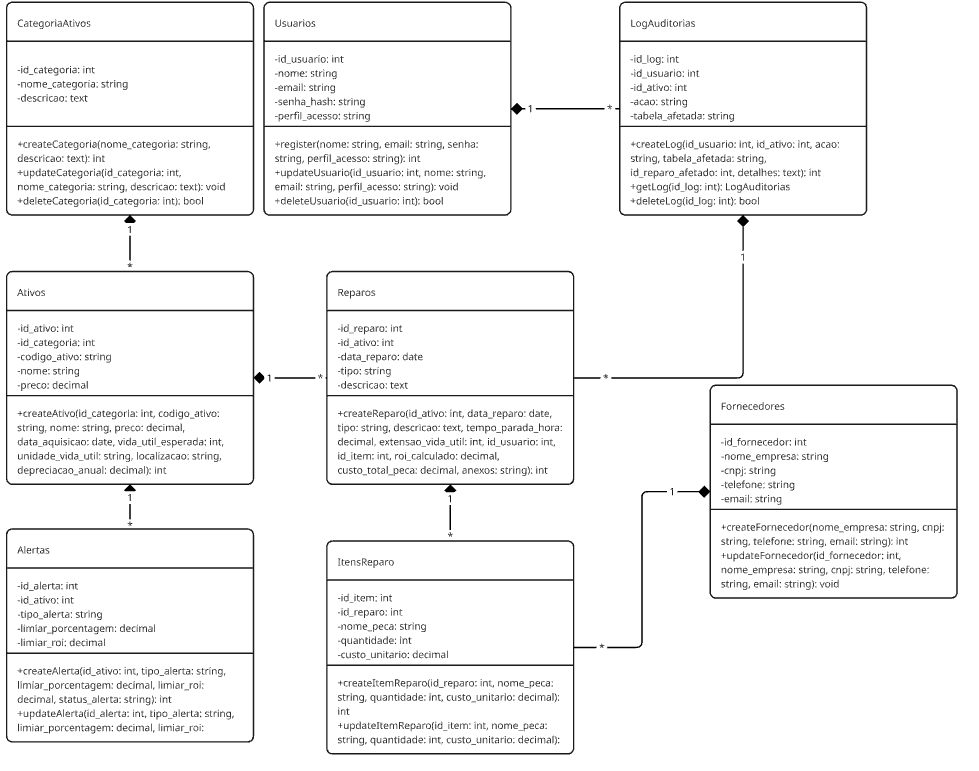 CategoriaAtivos
-id_categoria: int
-nome_categoria: string
-descricao: text
+createCategoria(nome_categoria: string,
descricao: text): int
+updateCategoria(id_categoria: int,
nome_categoria: string, descricao: text): void
+deleteCategoria(id_categoria: int): bool
Usuarios
-id_usuario: int
-nome: string
-email: string
-senha_hash: string
-perfil_acesso: string
+register(nome: string, email: string, senha:
string, perfil_acesso: string): int
+updateUsuario(id_usuario: int, nome: string,
email: string, perfil_acesso: string): void
+deleteUsuario(id_usuario: int): bool
1
*
LogAuditorias
-id_log: int
-id_usuario: int
-id_ativo: int
-acao: string
-tabela_afetada: string
+createLog(id_usuario: int, id_ativo: int, acao:
string, tabela_afetada: string,
id_reparo_afetado: int, detalhes: text): int
+getLog(id_log: int): LogAuditorias
+deleteLog(id_log: int): bool
1
*
1
*
Ativos
-id_ativo: int
-id_categoria: int
-codigo_ativo: string
-nome: string
-preco: decimal
+createAtivo(id_categoria: int, codigo_ativo:
string, nome: string, preco: decimal,
data_aquisicao: date, vida_util_esperada: int,
unidade_vida_util: string, localizacao: string,
depreciacao_anual: decimal): int
1
*
Reparos
-id_reparo: int
-id_ativo: int
-data_reparo: date
-tipo: string
-descricao: text
+createReparo(id_ativo: int, data_reparo: date,
tipo: string, descricao: text, tempo_parada_hora:
decimal, extensao_vida_util: int, id_usuario: int,
id_item: int, roi_calculado: decimal,
custo_total_peca: decimal, anexos: string): int
Fornecedores
-id_fornecedor: int
-nome_empresa: string
-cnpj: string
-telefone: string
-email: string
+createFornecedor(nome_empresa: string, cnpj:
string, telefone: string, email: string): int
+updateFornecedor(id_fornecedor: int,
nome_empresa: string, cnpj: string, telefone:
string, email: string): void
1
*
1
*
1
*
Alertas
-id_alerta: int
-id_ativo: int
-tipo_alerta: string
-limiar_porcentagem: decimal
-limiar_roi: decimal
+createAlerta(id_ativo: int, tipo_alerta: string,
limiar_porcentagem: decimal, limiar_roi:
decimal, status_alerta: string): int
+updateAlerta(id_alerta: int, tipo_alerta: string,
limiar_porcentagem: decimal, limiar_roi:
ItensReparo
-id_item: int
-id_reparo: int
-nome_peca: string
-quantidade: int
-custo_unitario: decimal
+createItemReparo(id_reparo: int, nome_peca:
string, quantidade: int, custo_unitario: decimal):
int
+updateItemReparo(id_item: int, nome_peca:
string, quantidade: int, custo_unitario: decimal):